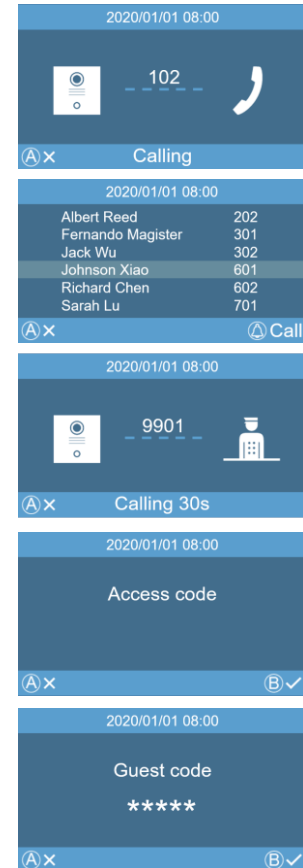 2020/01/01 08:00
102
Ⓐ× Calling
2020/01/01 08:00
Albert Reed 202
Fernando Magister 301
Jack Wu 302
Johnson Xiao 601
Richard Chen 602
Sarah Lu 701
Ⓐ× Call
2020/01/01 08:00
9901
Ⓐ× Calling 30s
2020/01/01 08:00
Access code
Ⓐ× Ⓑ✓
2020/01/01 08:00
Guest code
*****
Ⓐ× Ⓑ✓